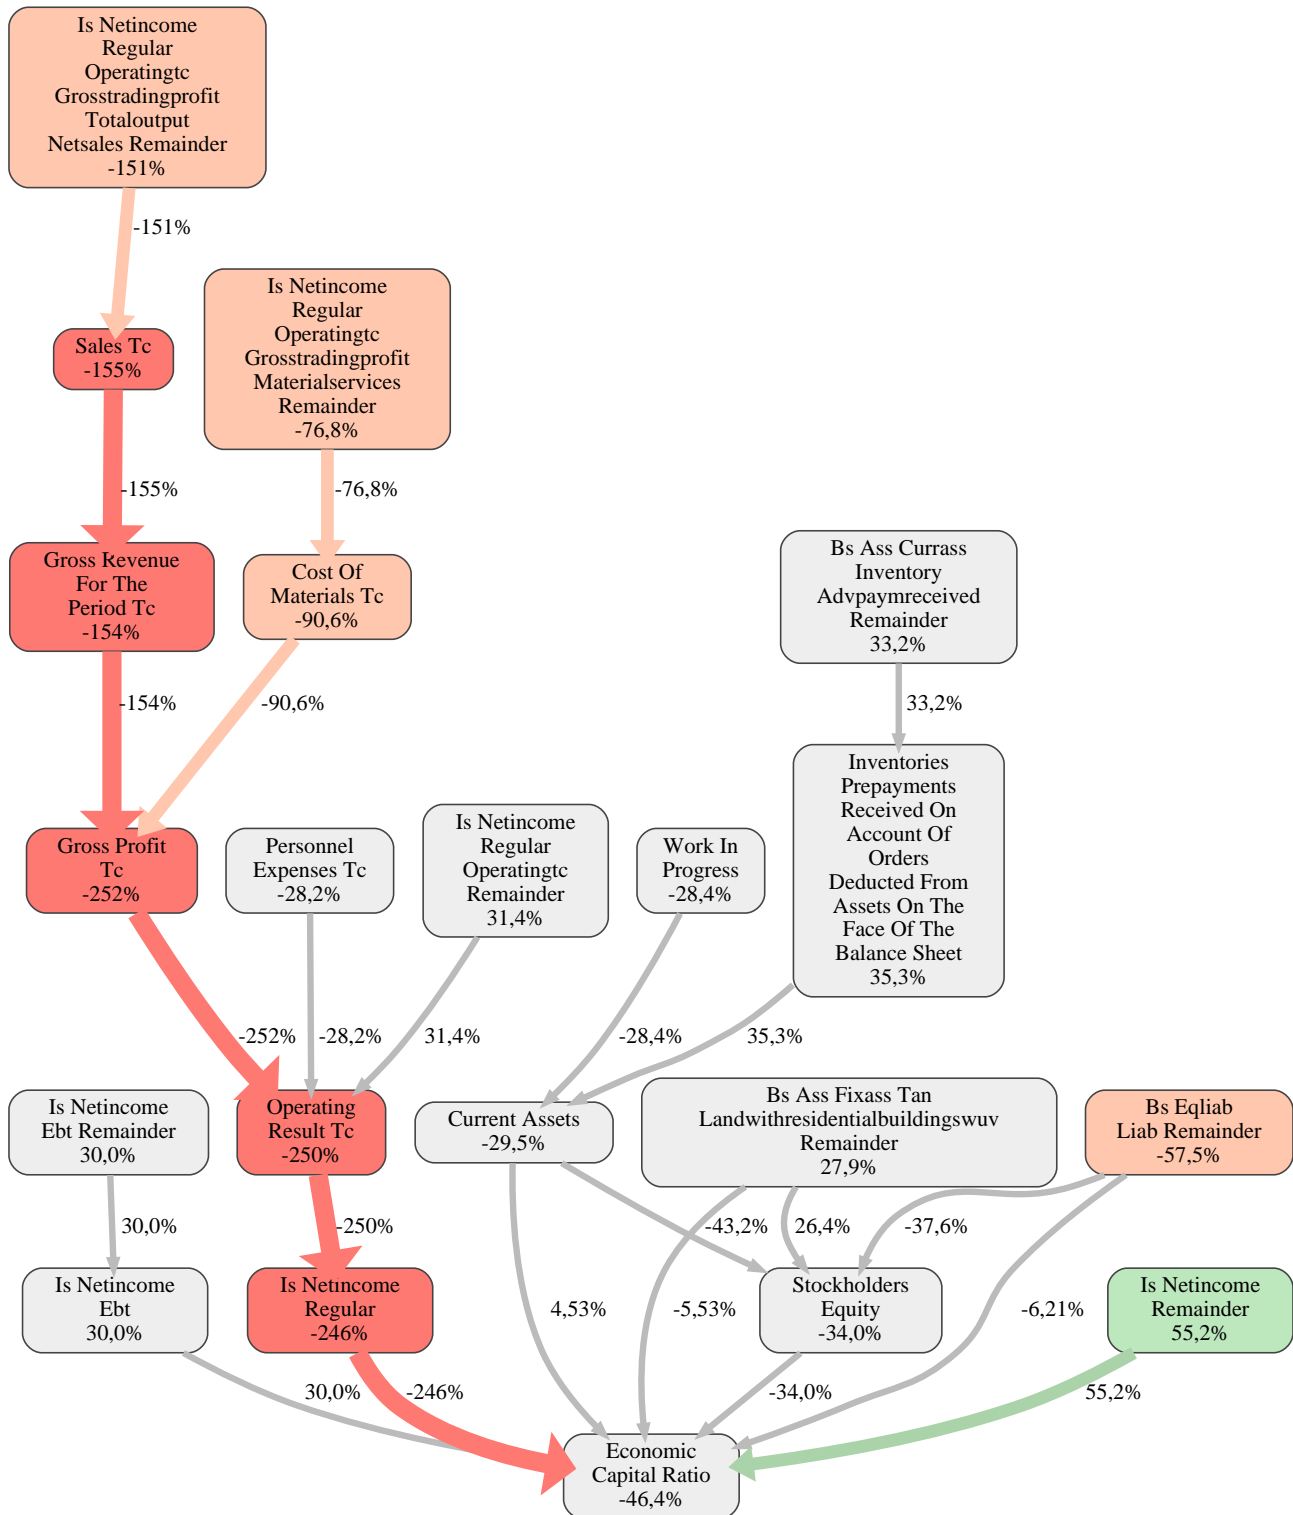 Is Netincome
Regular
Operatingtc
Grosstradingprofit
Totaloutput
Netsales Remainder
-151%
-151%
Is Netincome
Regular
Operatingtc
Grosstradingprofit
Materialservices
Remainder
-76,8%
Sales Tc
-155%
-155%
-76,8%
Gross Revenue
For The
Period Tc
-154%
Cost Of
Materials Tc
-90,6%
Bs Ass Currass
Inventory
Advpaymreceived
Remainder
33,2%
-154%
-90,6%
33,2%
Gross Profit
Tc
-252%
Personnel
Expenses Tc
-28,2%
Is Netincome
Regular
Operatingtc
Remainder
31,4%
Work In
Progress
-28,4%
Inventories
Prepayments
Received On
Account Of
Orders
Deducted From
Assets On The
Face Of The
Balance Sheet
35,3%
-252%
-28,2%
31,4%
-28,4%
35,3%
Is Netincome
Ebt Remainder
30,0%
Operating
Result Tc
-250%
Current Assets
-29,5%
Bs Ass Fixass Tan
Landwithresidentialbuildingswuv
Remainder
27,9%
Bs Eqliab
Liab Remainder
-57,5%
30,0%
-250%
-43,2%
26,4%
-37,6%
Is Netincome
Ebt
30,0%
Is Netincome
Regular
-246%
4,53%
-5,53%
Stockholders
Equity
-34,0%
-6,21%
Is Netincome
Remainder
55,2%
30,0%
-246%
-34,0%
55,2%
Economic
Capital Ratio
-46,4%